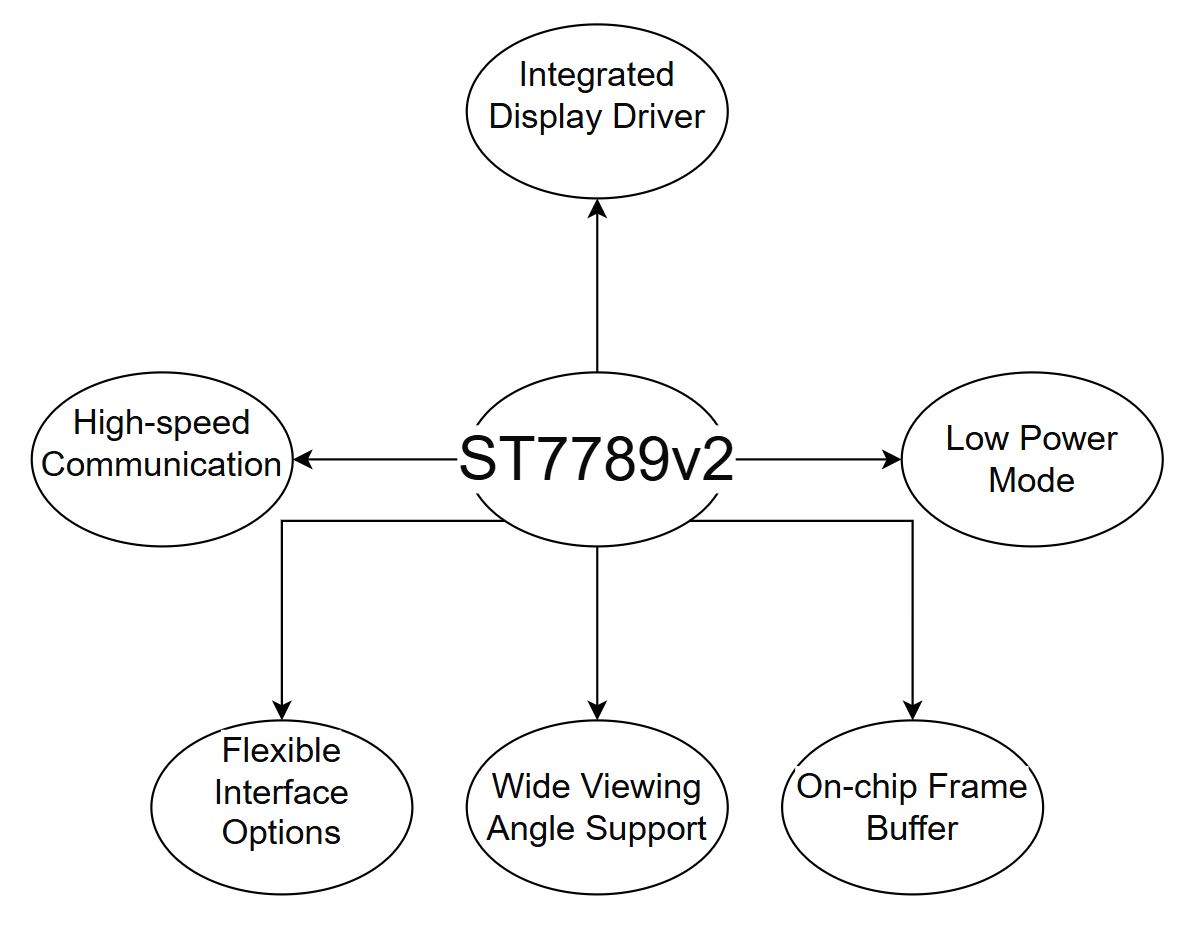 Integrated
Display Driver
High-speed
Communication
ST7789v2
Low Power
Mode
Flexible
Interface
Options
Wide Viewing
Angle Support
On-chip Frame
Buffer